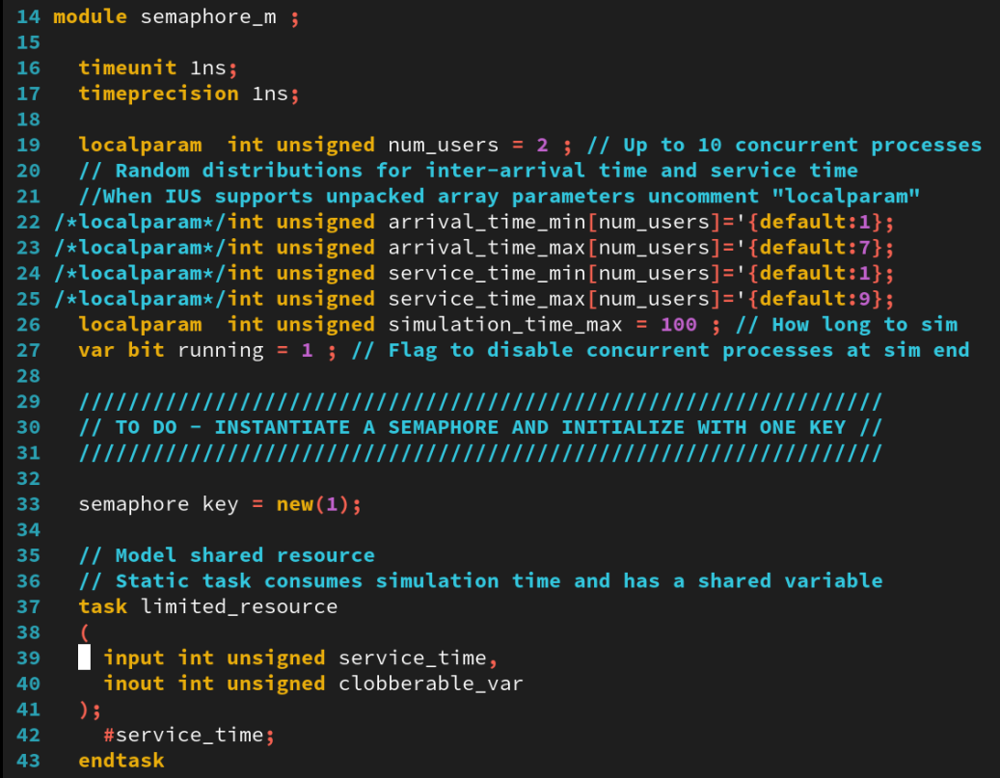 14 module semaphore_m ;
15
16   timeunit 1ns;
17   timeprecision 1ns;
18
19   localparam  int unsigned num_users = 2 ; // Up to 10 concurrent processes
20   // Random distributions for inter-arrival time and service time
21   //When IUS supports unpacked array parameters uncomment "localparam"
22 /*localparam*/int unsigned arrival_time_min[num_users]='{default:1};
23 /*localparam*/int unsigned arrival_time_max[num_users]='{default:7};
24 /*localparam*/int unsigned service_time_min[num_users]='{default:1};
25 /*localparam*/int unsigned service_time_max[num_users]='{default:9};
26   localparam  int unsigned simulation_time_max = 100 ; // How long to sim
27   var bit running = 1 ; // Flag to disable concurrent processes at sim end
28
29   /////////////////////////////////////////////////////////////////
30   // TO DO - INSTANTIATE A SEMAPHORE AND INITIALIZE WITH ONE KEY //
31   /////////////////////////////////////////////////////////////////
32
33   semaphore key = new(1);
34
35   // Model shared resource
36   // Static task consumes simulation time and has a shared variable
37   task limited_resource
38   (
39     input int unsigned service_time,
40     inout int unsigned clobberable_var
41   );
42     #service_time;
43   endtask